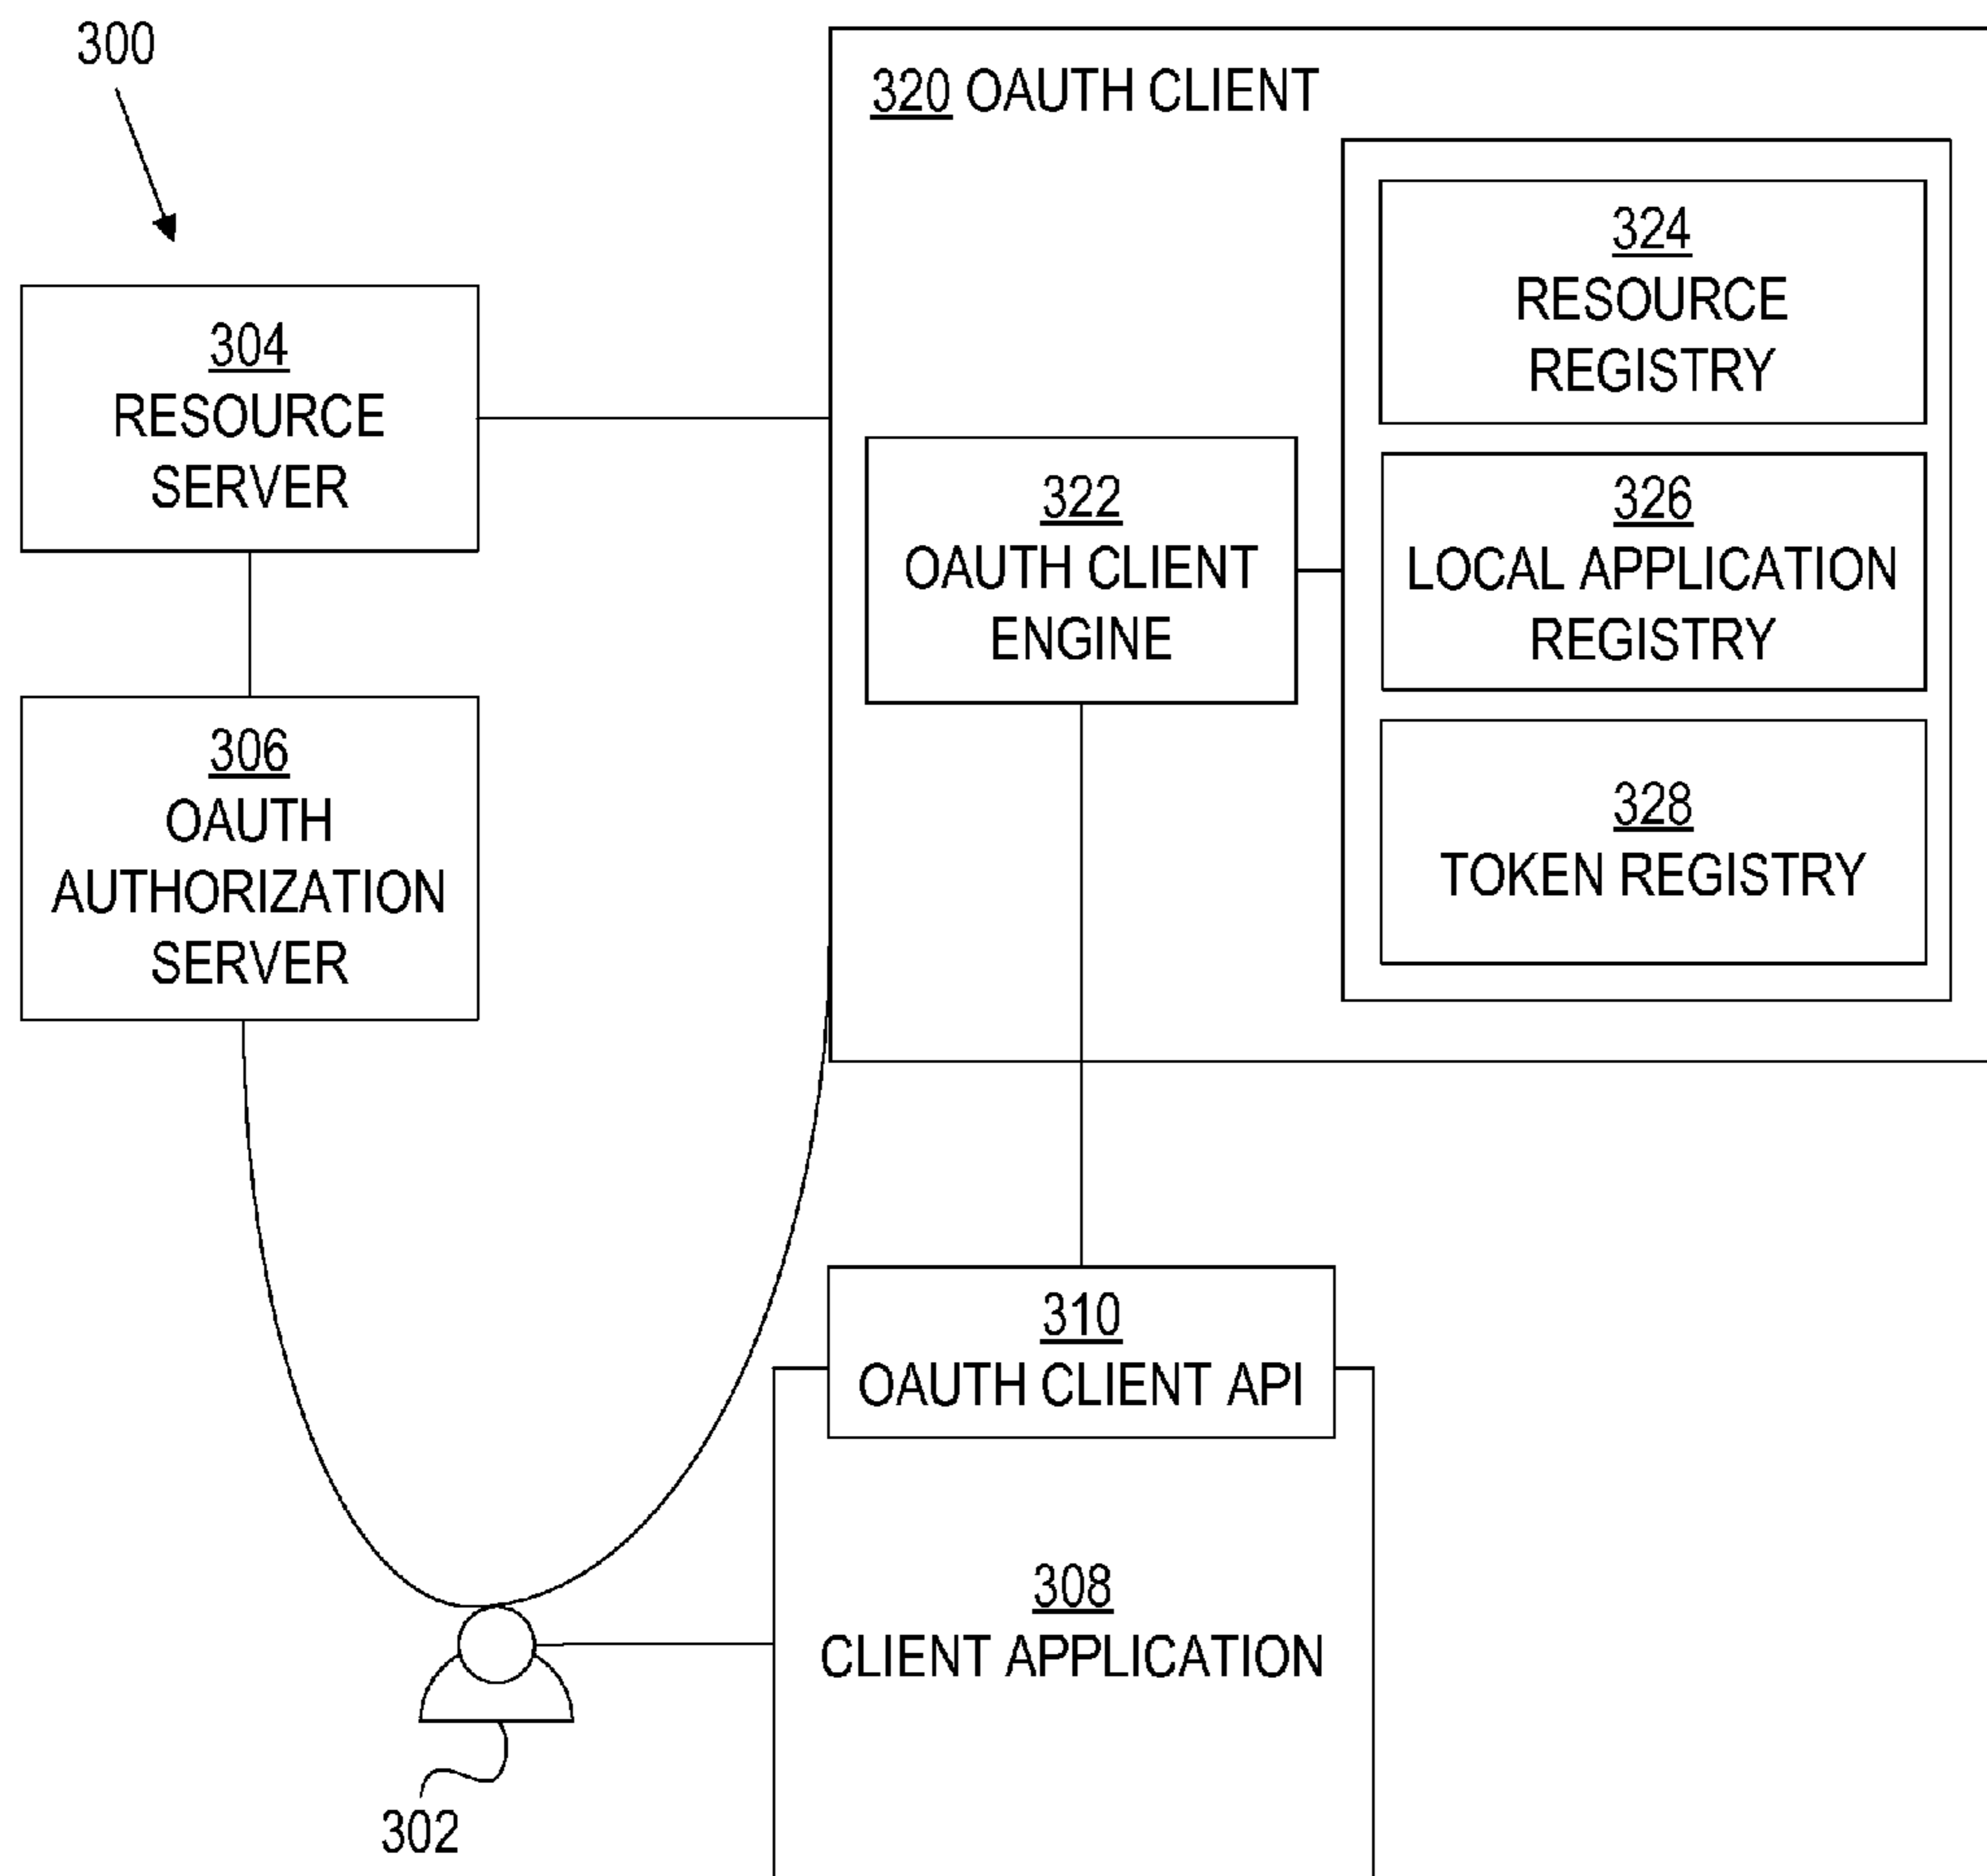 300
320 OAUTH CLIENT
324
RESOURCE
REGISTRY
304
RESOURCE
SERVER
322
OAUTH CLIENT
ENGINE
326
LOCAL APPLICATION
REGISTRY
306
OAUTH
AUTHORIZATION
SERVER
328
TOKEN REGISTRY
310
OAUTH CLIENT API
308
CLIENT APPLICATION
302